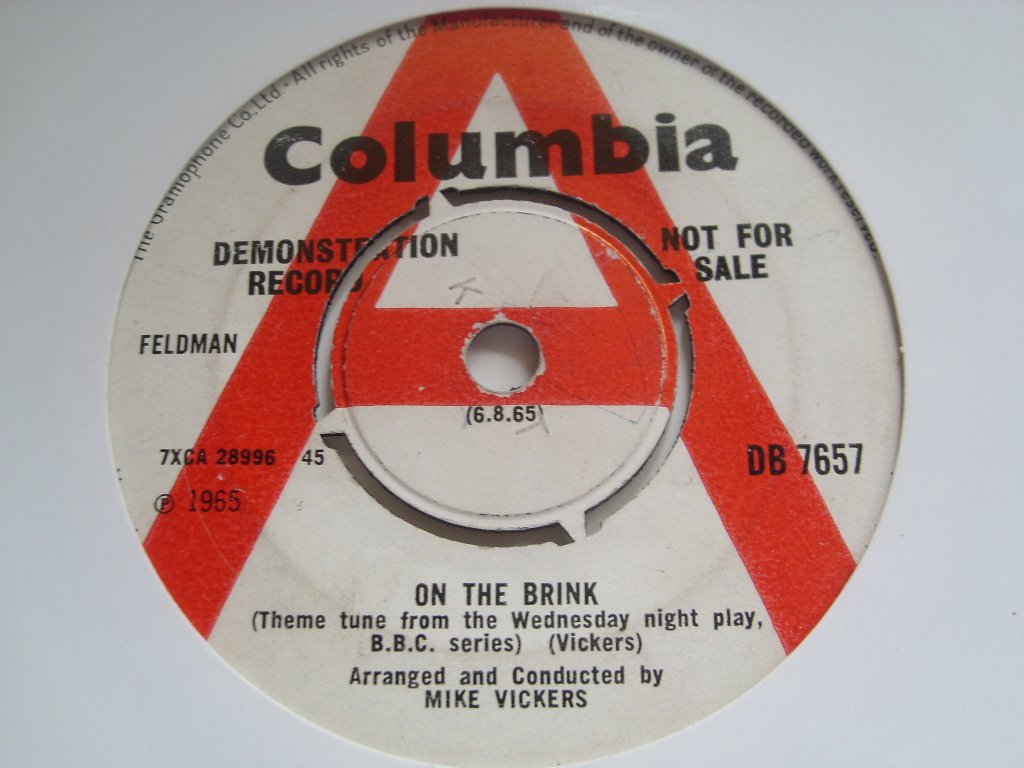 The Gramophone Co. Ltd · All rights of the Manufacturer and of the owner of the recorded work reserved.
A
Columbia
DEMONSTRATION
RECORD
NOT FOR
SALE
FELDMAN
(6.8.65)
7XCA 28996 45
DB 7657
℗ 1965
ON THE BRINK
(Theme tune from the Wednesday night play,
B.B.C. series) (Vickers)
Arranged and Conducted by
MIKE VICKERS